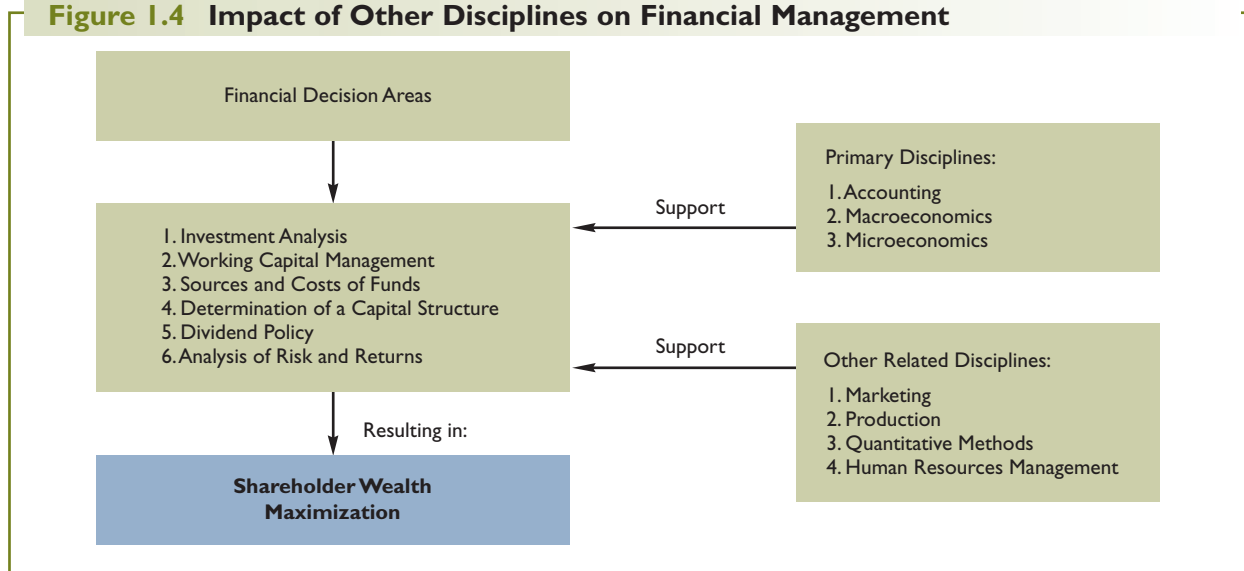 Figure 1.4 Impact of Other Disciplines on Financial Management
Financial Decision Areas
1. Investment Analysis
2. Working Capital Management
3. Sources and Costs of Funds
4. Determination of a Capital Structure
5. Dividend Policy
6. Analysis of Risk and Returns
Resulting in:
Shareholder Wealth
Maximization
Support
Primary Disciplines:
1. Accounting
2. Macroeconomics
3. Microeconomics
Support
Other Related Disciplines:
1. Marketing
2. Production
3. Quantitative Methods
4. Human Resources Management